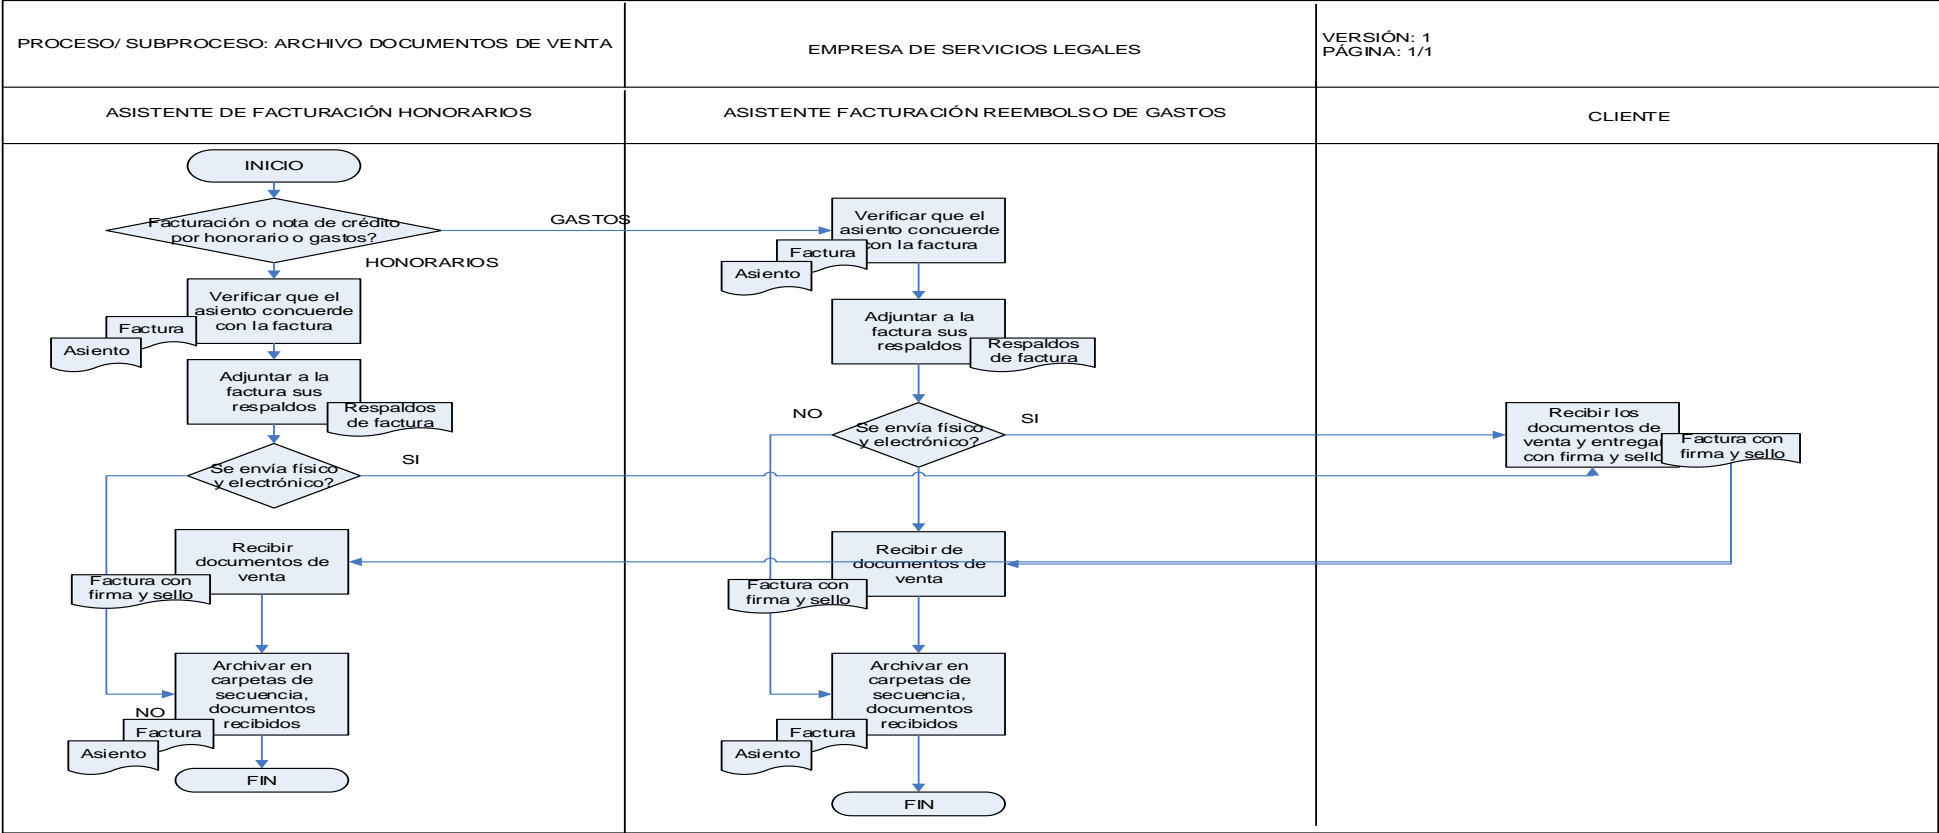 PROCESO/ SUBPROCESO: ARCHIVO DOCUMENTOS DE VENTA
EMPRESA DE SERVICIOS LEGALES
VERSIÓN: 1
PÁGINA: 1/1
ASISTENTE DE FACTURACIÓN HONORARIOS
ASISTENTE FACTURACIÓN REEMBOLSO DE GASTOS
CLIENTE
INICIO
Facturación o nota de crédito
por honorario o gastos?
GASTOS
HONORARIOS
Verificar que el
asiento concuerde
con la factura
Factura
Asiento
Adjuntar a la
factura sus
respaldos
Respaldos
de factura
Se envía físico
y electrónico?
SI
Recibir
documentos de
venta
Factura con
firma y sello
Archivar en
carpetas de
secuencia,
documentos
recibidos
NO
Factura
Asiento
FIN
Verificar que el
asiento concuerde
con la factura
Factura
Asiento
Adjuntar a la
factura sus
respaldos
Respaldos
de factura
NO
Se envía físico
y electrónico?
SI
Recibir de
documentos de
venta
Factura con
firma y sello
Archivar en
carpetas de
secuencia,
documentos
recibidos
Factura
Asiento
FIN
Recibir los
documentos de
venta y entregar
con firma y sello
Factura con
firma y sello